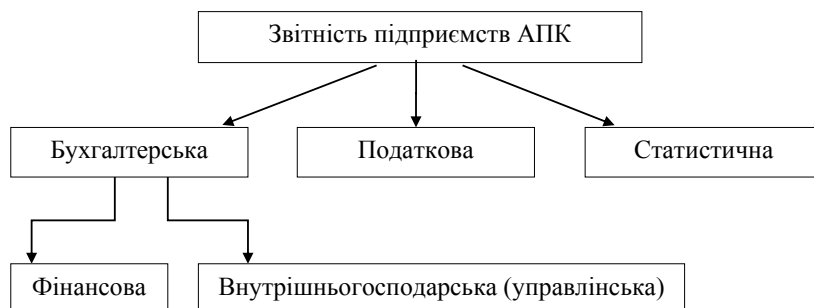 Звітність підприємств АПК
Бухгалтерська
Податкова
Статистична
Фінансова
Внутрішньогосподарська (управлінська)